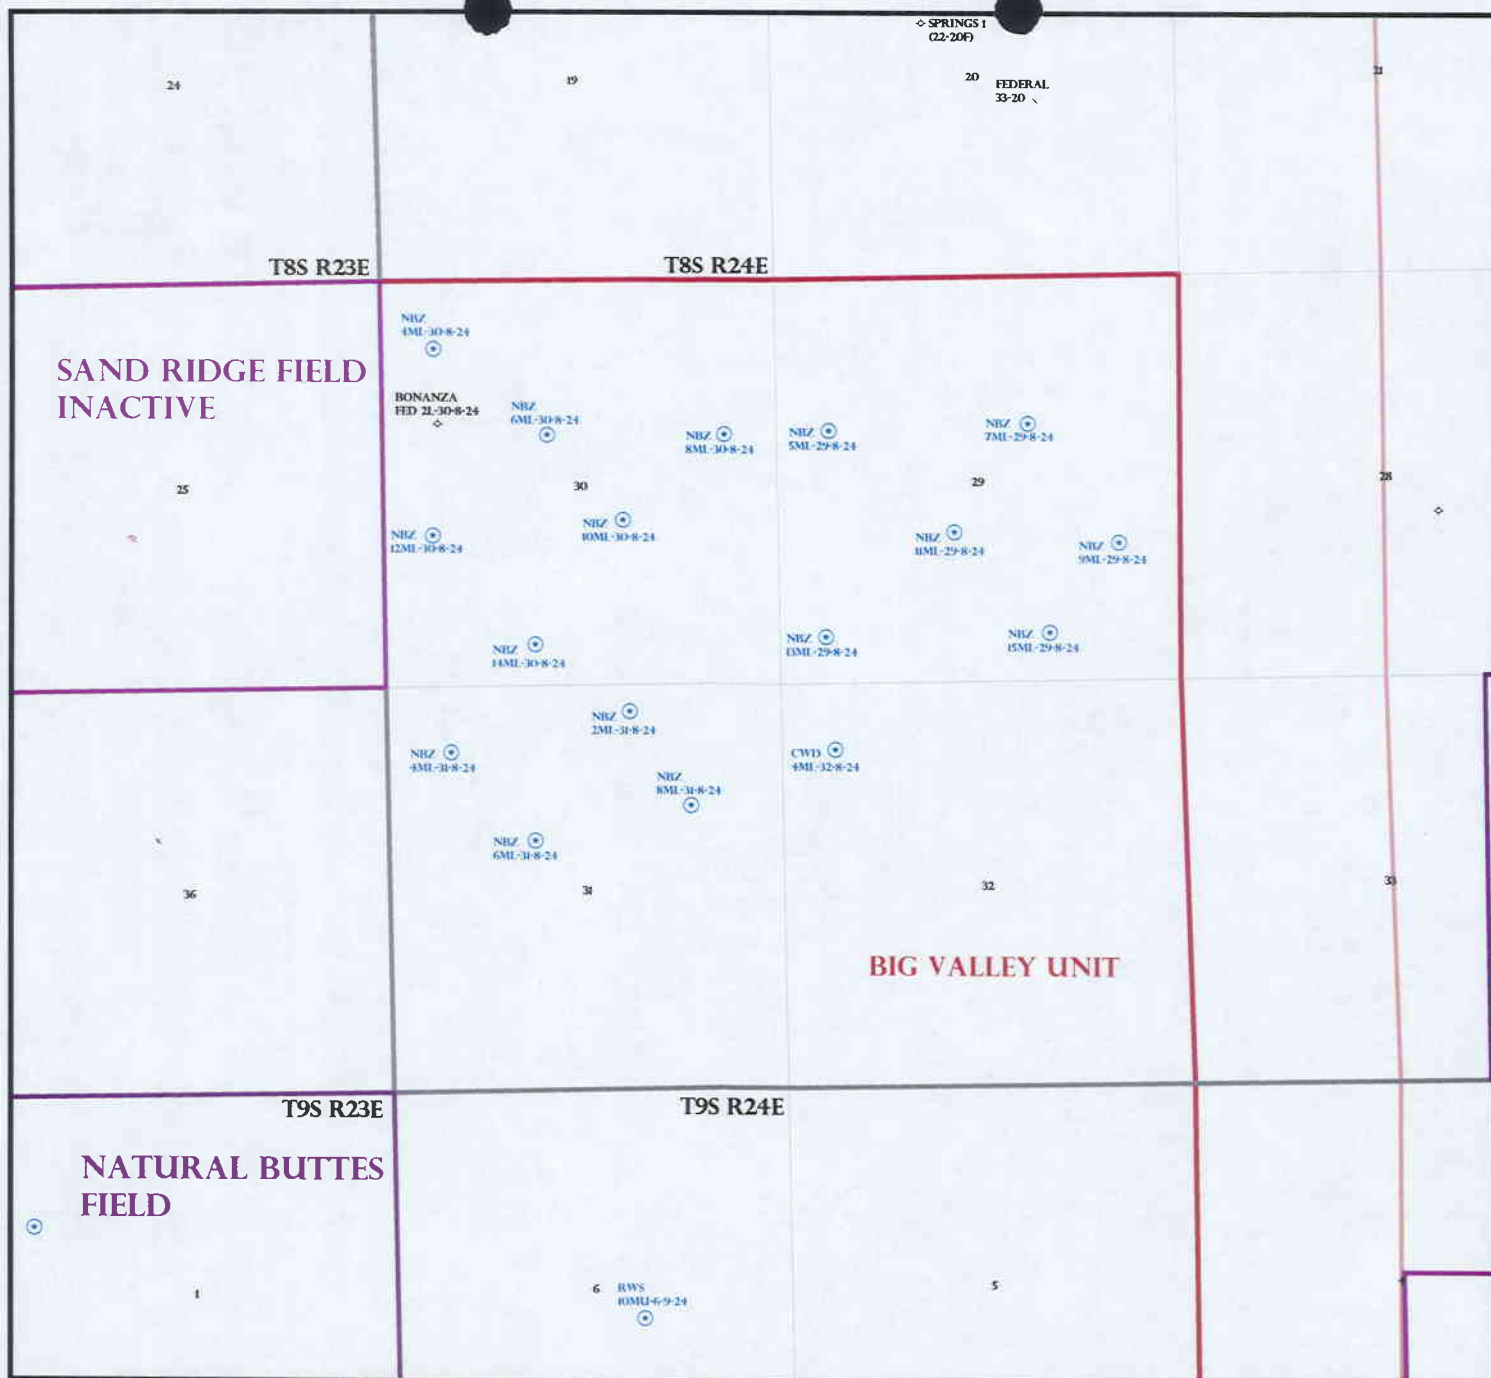 SPRINGS 1
(22-20F)
24
19
20
21
FEDERAL
33-20
T8S R23E
T8S R24E
NBZ
4ML-30-8-24
SAND RIDGE FIELD
INACTIVE
BONANZA
FED 2L-30-8-24
NBZ
6ML-30-8-24
NBZ
8ML-30-8-24
NBZ
5ML-29-8-24
NBZ
7ML-29-8-24
25
30
29
28
NBZ
12ML-30-8-24
NBZ
10ML-30-8-24
NBZ
11ML-29-8-24
NBZ
9ML-29-8-24
NBZ
14ML-30-8-24
NBZ
13ML-29-8-24
NBZ
15ML-29-8-24
NBZ
2ML-31-8-24
NBZ
4ML-31-8-24
CWD
4ML-32-8-24
NBZ
8ML-31-8-24
NBZ
6ML-31-8-24
36
31
32
33
BIG VALLEY UNIT
T9S R23E
T9S R24E
NATURAL BUTTES
FIELD
1
6
RWS
10MU-6-9-24
5